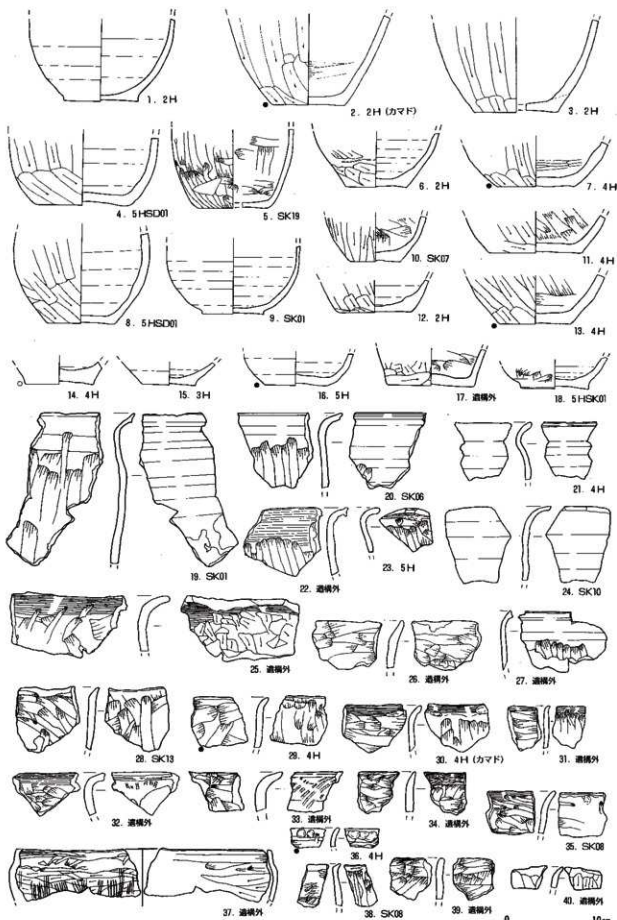 1. 2H
2. 2H (カマド)
3. 2H
4. 5HSD01
5. SK19
6. 2H
7. 4H
8. 5HSD01
9. SK01
10. SK07
11. 4H
12. 2H
13. 4H
14. 4H
15. 3H
16. 5H
17. 遺構外
18. 5HSK01
19. SK01
20. SK06
21. 4H
22. 遺構外
23. 5H
24. SK10
25. 遺構外
26. 遺構外
27. 遺構外
28. SK13
29. 4H
30. 4H (カマド)
31. 遺構外
32. 遺構外
33. 遺構外
34. 遺構外
35. SK08
36. 4H
37. 遺構外
38. SK08
39. 遺構外
40. 遺構外